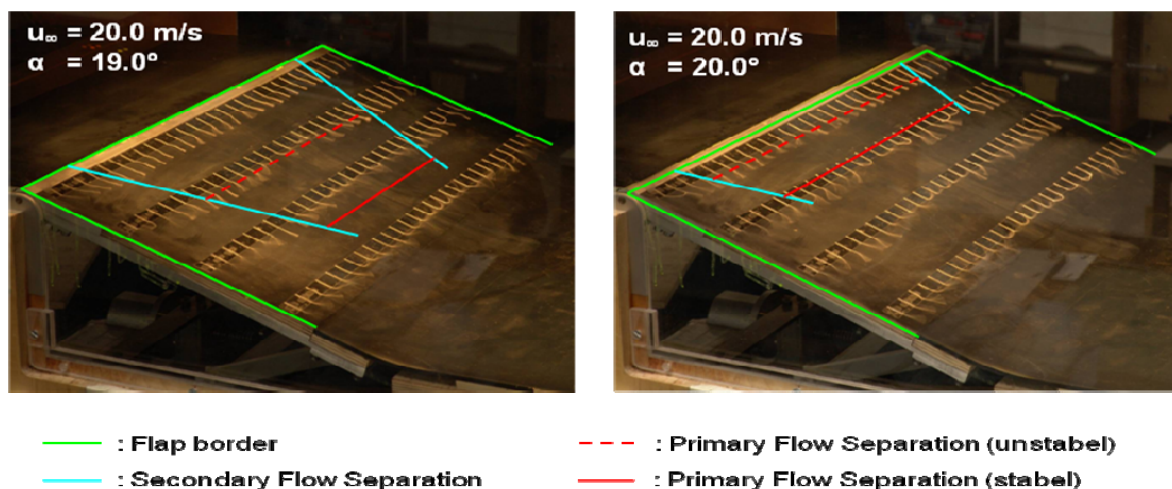 u∞ = 20.0 m/s
α = 19.0°
u∞ = 20.0 m/s
α = 20.0°
: Flap border
: Secondary Flow Separation
: Primary Flow Separation (unstabel)
: Primary Flow Separation (stabel)